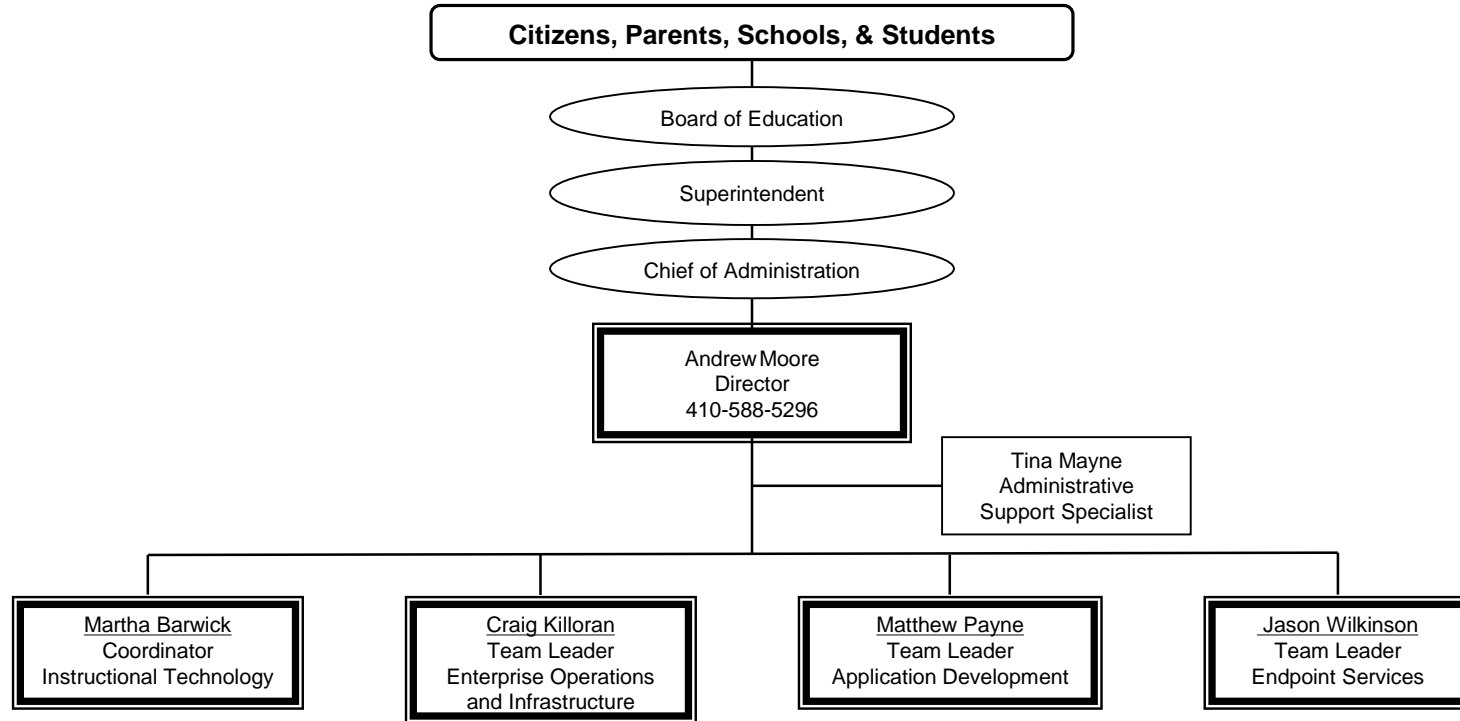 Citizens, Parents, Schools, & Students
Board of Education
Superintendent
Chief of Administration
Andrew Moore
Director
410-588-5296
Tina Mayne
Administrative
Support Specialist
Martha Barwick
Coordinator
Instructional Technology
Craig Killoran
Team Leader
Enterprise Operations
and Infrastructure
Matthew Payne
Team Leader
Application Development
Jason Wilkinson
Team Leader
Endpoint Services